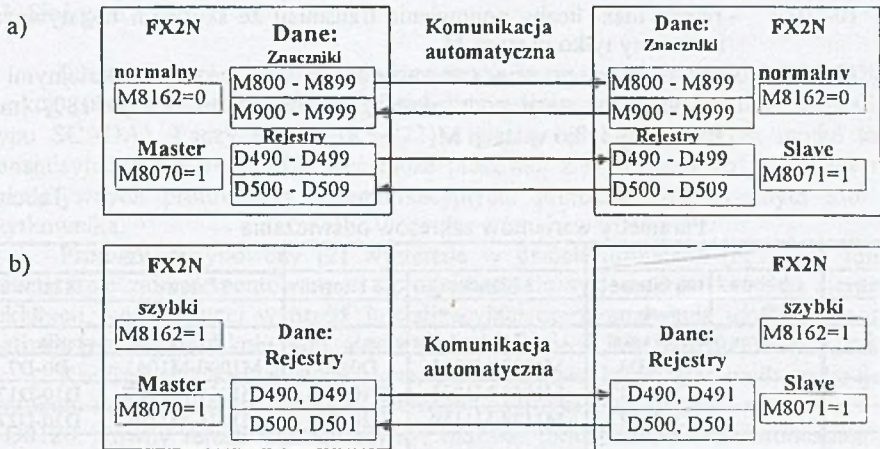 a)
FX2N
Dane:
Znaczniki
normalny
M8162=0
M800 - M899
M900 - M999
Master
M8070=1
Rejestry
D490 - D499
D500 - D509
Komunikacja
automatyczna
Dane:
FX2N
Znaczniki
normalny
M800 - M899
M8162=0
M900 - M999
Rejestry
Slave
D490 - D499
M8071=1
D500 - D509
b)
FX2N
szybki
M8162=1
Dane:
Rejestry
Master
M8070=1
D490, D491
D500, D501
Komunikacja
automatyczna
FX2N
szybki
M8162=1
Dane:
Rejestry
Slave
D490, D491
M8071=1
D500, D501